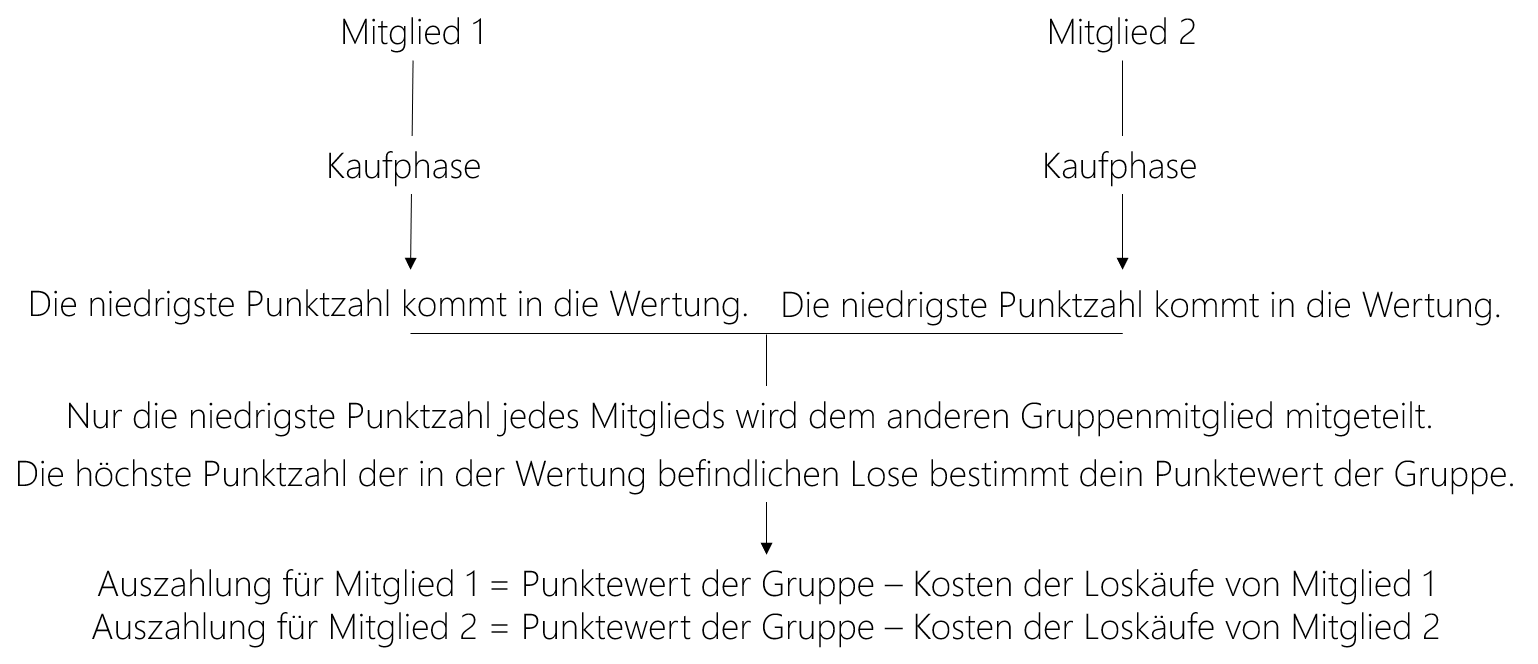 Mitglied 1
Mitglied 2
Kaufphase
Kaufphase
Die niedrigste Punktzahl kommt in die Wertung.
Die niedrigste Punktzahl kommt in die Wertung.
Nur die niedrigste Punktzahl jedes Mitglieds wird dem anderen Gruppenmitglied mitgeteilt.
Die höchste Punktzahl der in der Wertung befindlichen Lose bestimmt dein Punktewert der Gruppe.
Auszahlung für Mitglied 1 = Punktewert der Gruppe – Kosten der Loskäufe von Mitglied 1
Auszahlung für Mitglied 2 = Punktewert der Gruppe – Kosten der Loskäufe von Mitglied 2